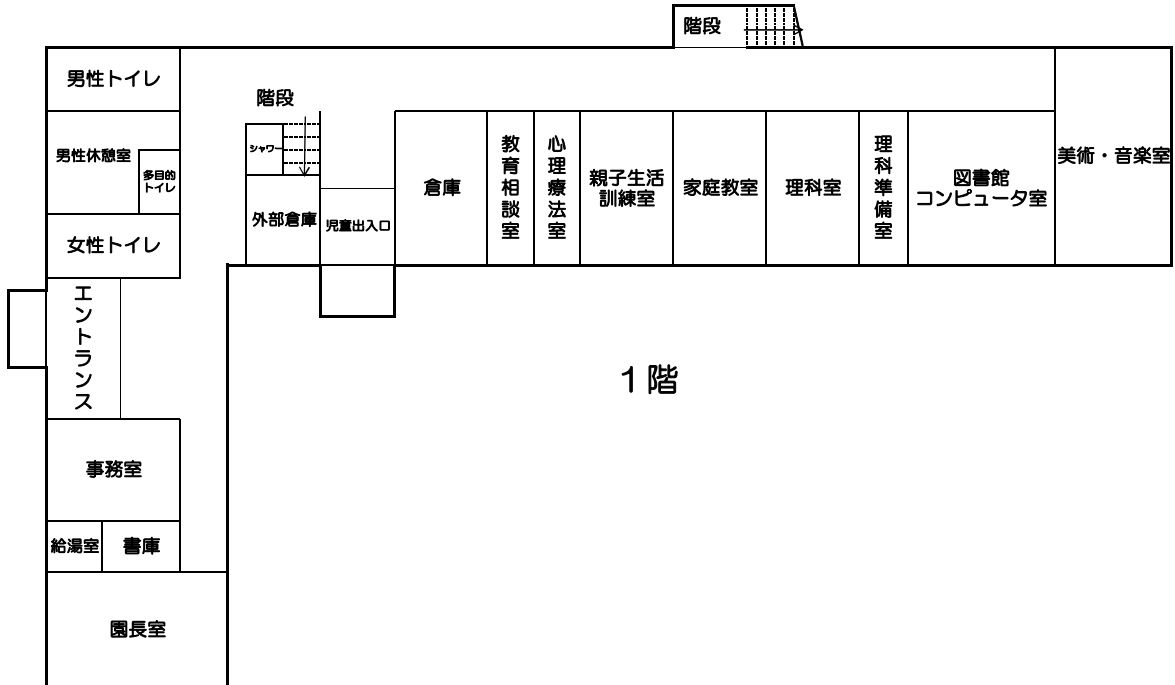 階段
男性トイレ
階段
シャワー
男性休憩室
多目的
トイレ
女性トイレ
外部倉庫
児童出入口
倉庫
教育相談室
心理療法室
親子生活
訓練室
家庭教室
理科室
理科準備室
図書館
コンピュータ室
美術・音楽室
エントランス
1階
事務室
給湯室
書庫
園長室